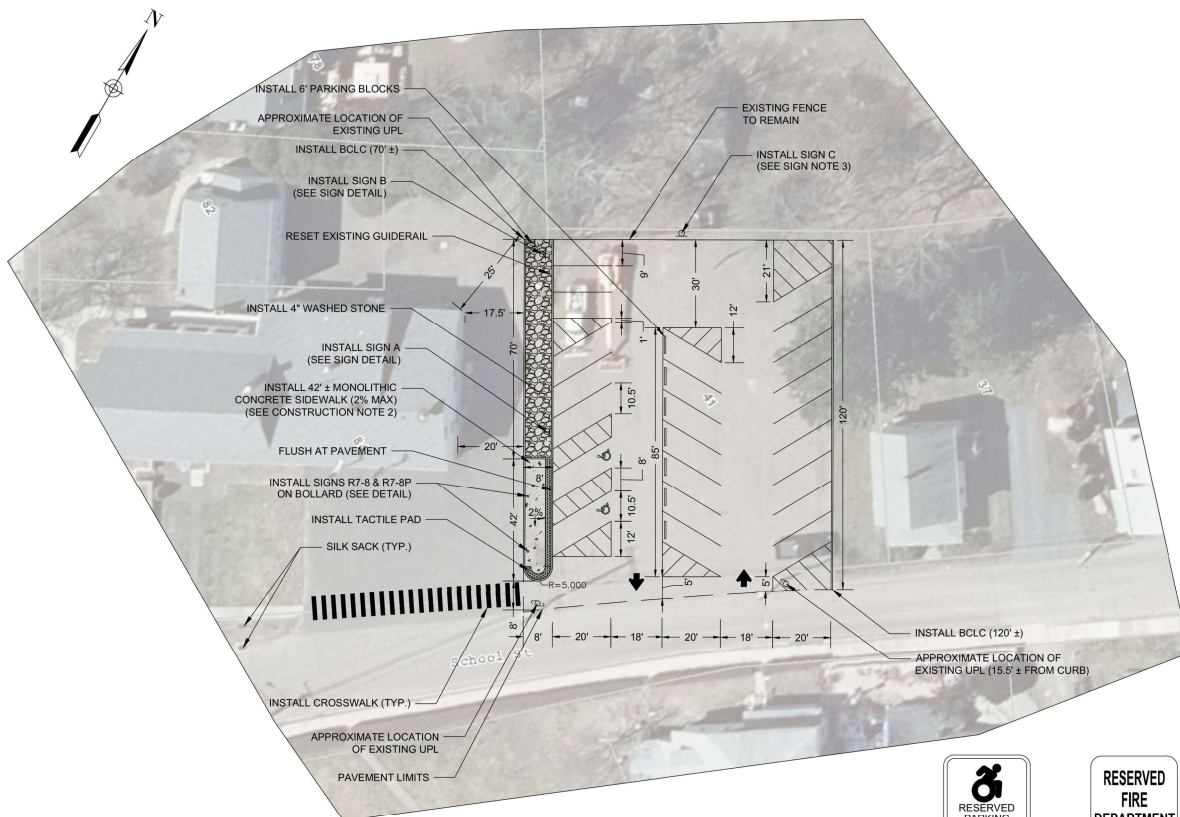 N
73
INSTALL 6' PARKING BLOCKS
APPROXIMATE LOCATION OF
EXISTING UPL
INSTALL BCLC (70' ±)
INSTALL SIGN B
(SEE SIGN DETAIL)
RESET EXISTING GUIDERAIL
INSTALL 4" WASHED STONE
INSTALL SIGN A
(SEE SIGN DETAIL)
INSTALL 42' ± MONOLITHIC
CONCRETE SIDEWALK (2% MAX)
(SEE CONSTRUCTION NOTE 2)
FLUSH AT PAVEMENT
INSTALL SIGNS R7-8 & R7-8P
ON BOLLARD (SEE DETAIL)
INSTALL TACTILE PAD
SILK SACK (TYP.)
INSTALL CROSSWALK (TYP.)
APPROXIMATE LOCATION
OF EXISTING UPL
PAVEMENT LIMITS
EXISTING FENCE
TO REMAIN
INSTALL SIGN C
(SEE SIGN NOTE 3)
82
25'
17.5'
70'
20'
8'
42'
2%
R=5.000
8'
9'
1'
10.5'
8'
10.5'
12'
85'
30'
12'
41
21'
120'
37
5'
5'
8'
20'
18'
20'
18'
20'
School St
INSTALL BCLC (120' ±)
APPROXIMATE LOCATION OF
EXISTING UPL (15.5' ± FROM CURB)
RESERVED
PARKING
RESERVED
FIRE
DEPARTMENT